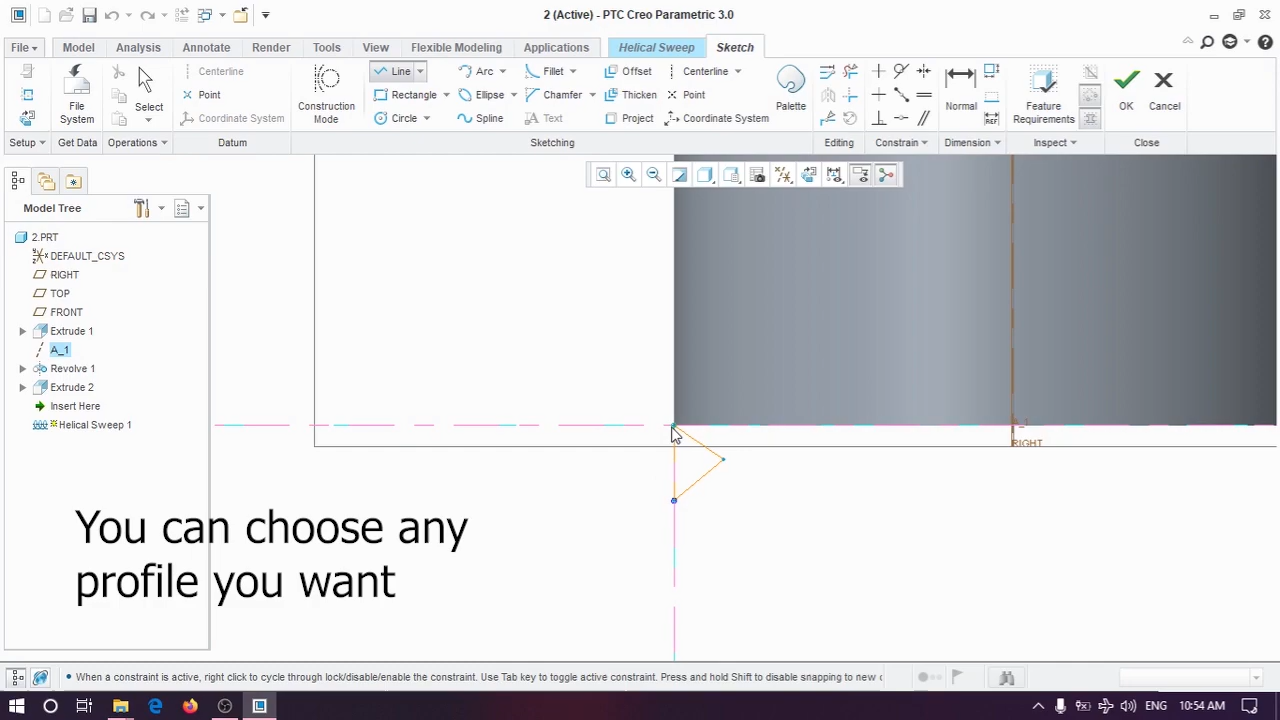 2 (Active) - PTC Creo Parametric 3.0
File Model Analysis Annotate Render Tools View Flexible Modeling Applications Helical Sweep Sketch
Centerline Line Arc Fillet Offset Centerline
Point Rectangle Ellipse Chamfer Thicken Point
Coordinate System Circle Spline Text Project Coordinate System
File System Select Construction Mode Palette Normal Feature Requirements OK Cancel
Setup Get Data Operations Datum Sketching Editing Constrain Dimension Inspect Close
Model Tree
2.PRT
DEFAULT_CSYS
RIGHT
TOP
FRONT
Extrude 1
A_1
Revolve 1
Extrude 2
Insert Here
Helical Sweep 1
RIGHT
You can choose any
profile you want
When a constraint is active, right click to cycle through lock/disable/enable the constraint. Use Tab key to toggle active constraint. Press and hold Shift to disable snapping to new c
ENG 10:54 AM